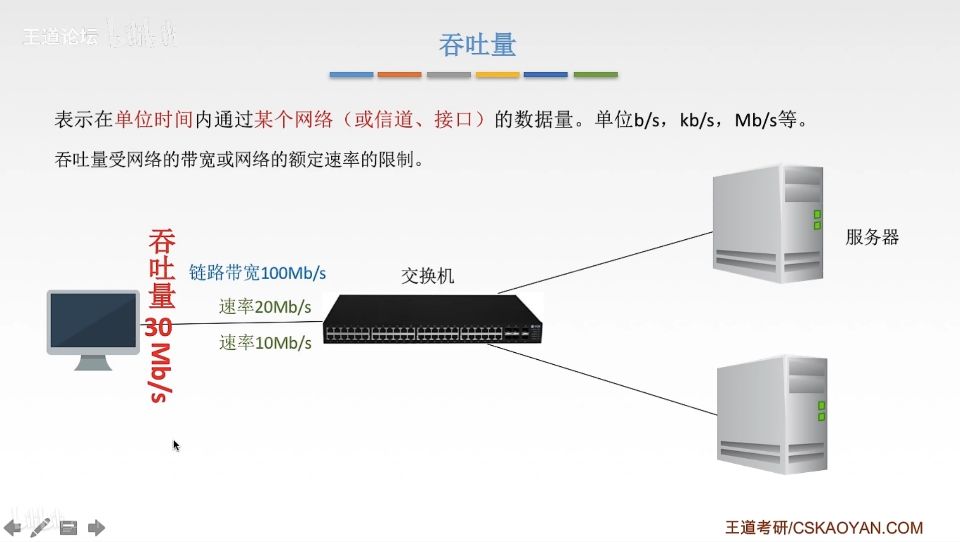 王道论坛
吞吐量
表示在单位时间内通过某个网络（或信道、接口）的数据量。单位b/s，kb/s，Mb/s等。
吞吐量受网络的带宽或网络的额定速率的限制。
吞吐量30Mb/s
链路带宽100Mb/s
速率20Mb/s
速率10Mb/s
交换机
服务器
王道考研/CSKAOYAN.COM